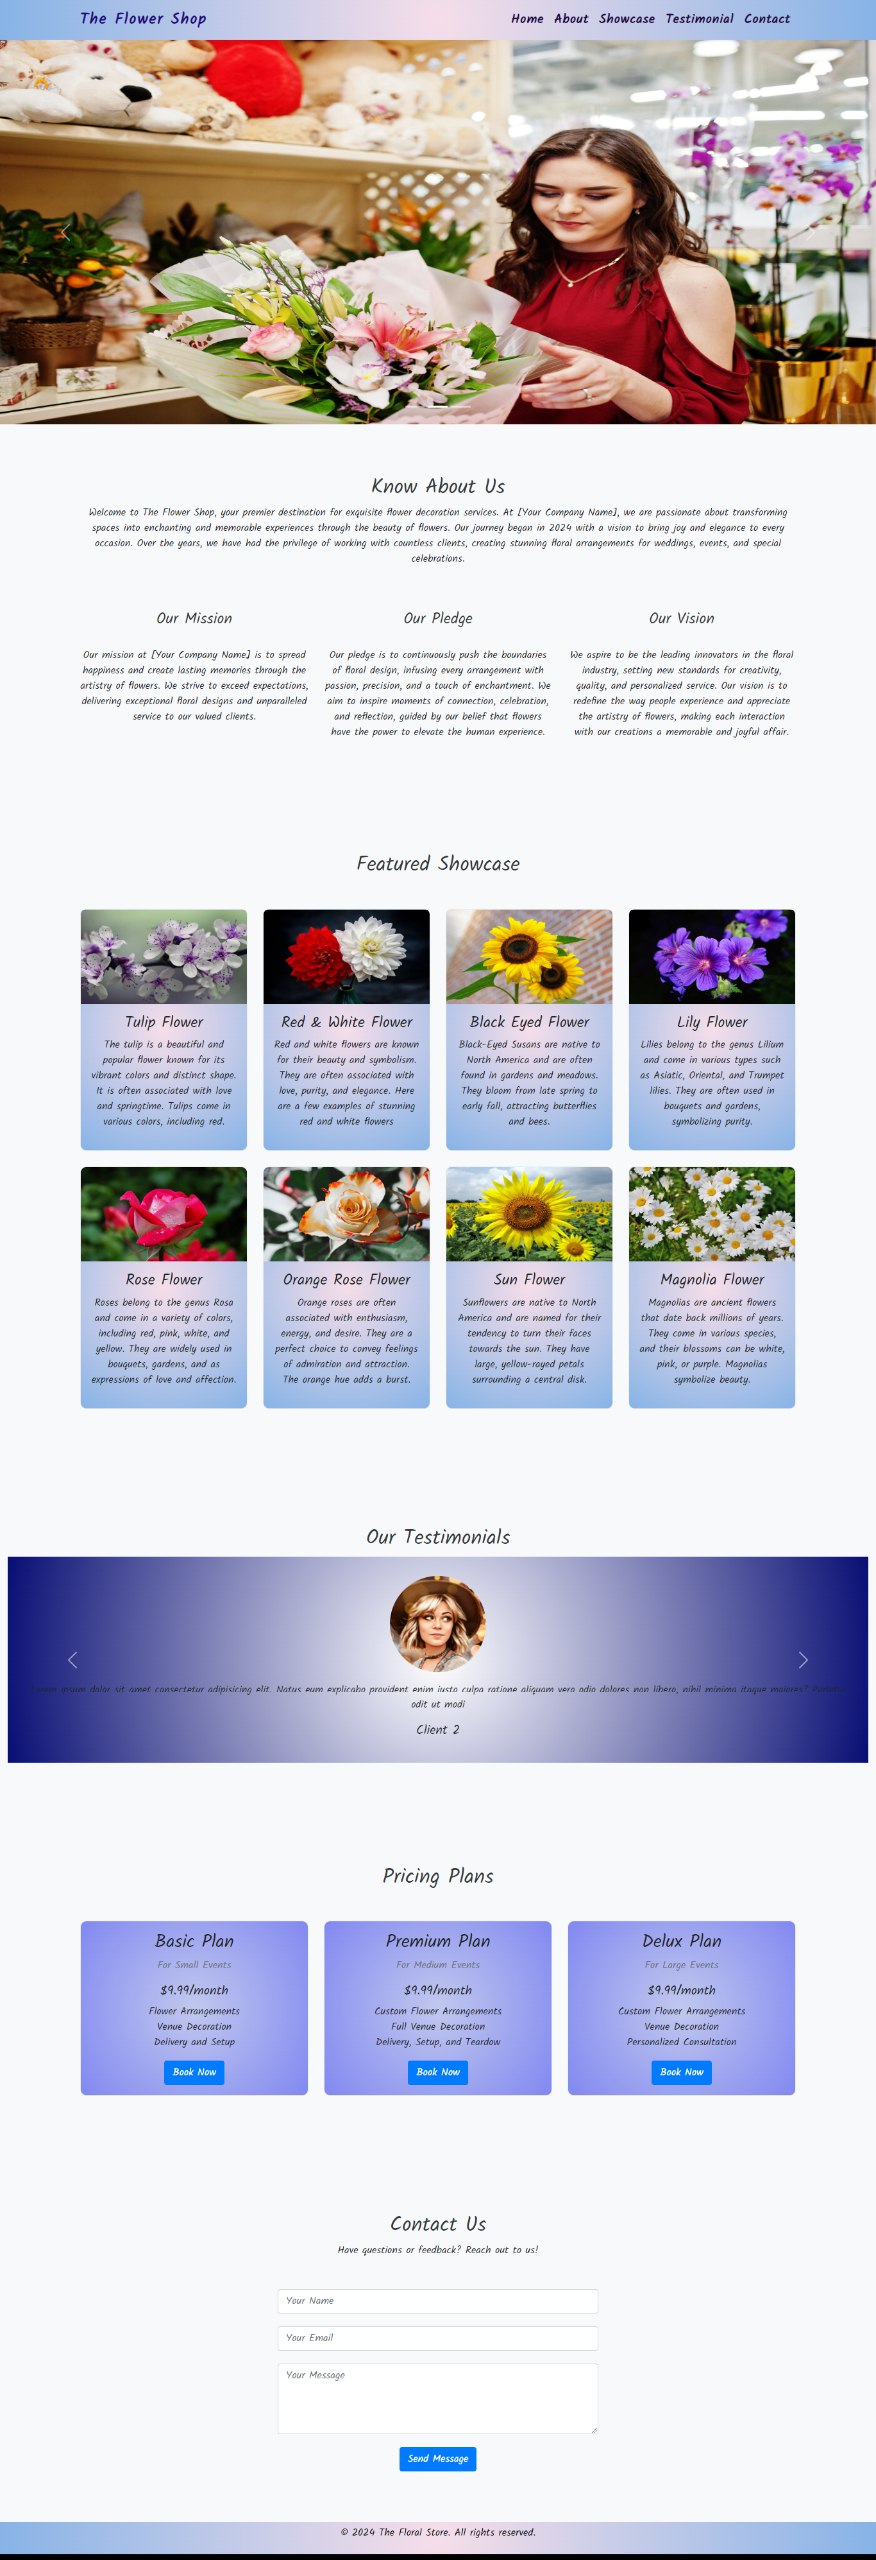 The Flower Shop
Home About Showcase Testimonial Contact
Know About Us
Welcome to The Flower Shop, your premier destination for exquisite flower decoration services. At [Your Company Name], we are passionate about transforming
spaces into enchanting and memorable experiences through the beauty of flowers. Our journey began in 2024 with a vision to bring joy and elegance to every
occasion. Over the years, we have had the privilege of working with countless clients, creating stunning floral arrangements for weddings, events, and special
celebrations.
Our Mission
Our mission at [Your Company Name] is to spread
happiness and create lasting memories through the
artistry of flowers. We strive to exceed expectations,
delivering exceptional floral designs and unparalleled
service to our valued clients.
Our Pledge
Our pledge is to continuously push the boundaries
of floral design, infusing every arrangement with
passion, precision, and a touch of enchantment. We
aim to inspire moments of connection, celebration,
and reflection, guided by our belief that flowers
have the power to elevate the human experience.
Our Vision
We aspire to be the leading innovators in the floral
industry, setting new standards for creativity,
quality, and personalized service. Our vision is to
redefine the way people experience and appreciate
the artistry of flowers, making each interaction
with our creations a memorable and joyful affair.
Featured Showcase
Tulip Flower
The tulip is a beautiful and
popular flower known for its
vibrant colors and distinct shape.
It is often associated with love
and springtime. Tulips come in
various colors, including red.
Red & White Flower
Red and white flowers are known
for their beauty and symbolism.
They are often associated with
love, purity, and elegance. Here
are a few examples of stunning
red and white flowers
Black Eyed Flower
Black-Eyed Susans are native to
North America and are often
found in gardens and meadows.
They bloom from late spring to
early fall, attracting butterflies
and bees.
Lily Flower
Lilies belong to the genus Lilium
and come in various types such
as Asiatic, Oriental, and Trumpet
lilies. They are often used in
bouquets and gardens,
symbolizing purity.
Rose Flower
Roses belong to the genus Rosa
and come in a variety of colors,
including red, pink, white, and
yellow. They are widely used in
bouquets, gardens, and as
expressions of love and affection.
Orange Rose Flower
Orange roses are often
associated with enthusiasm,
energy, and desire. They are a
perfect choice to convey feelings
of admiration and attraction.
The orange hue adds a burst.
Sun Flower
Sunflowers are native to North
America and are named for their
tendency to turn their faces
towards the sun. They have
large, yellow-rayed petals
surrounding a central disk.
Magnolia Flower
Magnolias are ancient flowers
that date back millions of years.
They come in various species,
and their blossoms can be white,
pink, or purple. Magnolias
symbolize beauty.
Our Testimonials
Lorem ipsum dolor sit amet consectetur adipisicing elit. Natus eum explicabo provident enim iusto culpa ratione aliquam vero odio dolores non libero, nihil minima itaque maiores?
odit ut modi
Client 2
Pricing Plans
Basic Plan
For Small Events
$9.99/month
Flower Arrangements
Venue Decoration
Delivery and Setup
Book Now
Premium Plan
For Medium Events
$9.99/month
Custom Flower Arrangements
Full Venue Decoration
Delivery, Setup, and Teardow
Book Now
Delux Plan
For Large Events
$9.99/month
Custom Flower Arrangements
Venue Decoration
Personalized Consultation
Book Now
Contact Us
Have questions or feedback? Reach out to us!
Your Name
Your Email
Your Message
Send Message
© 2024 The Floral Store. All rights reserved.